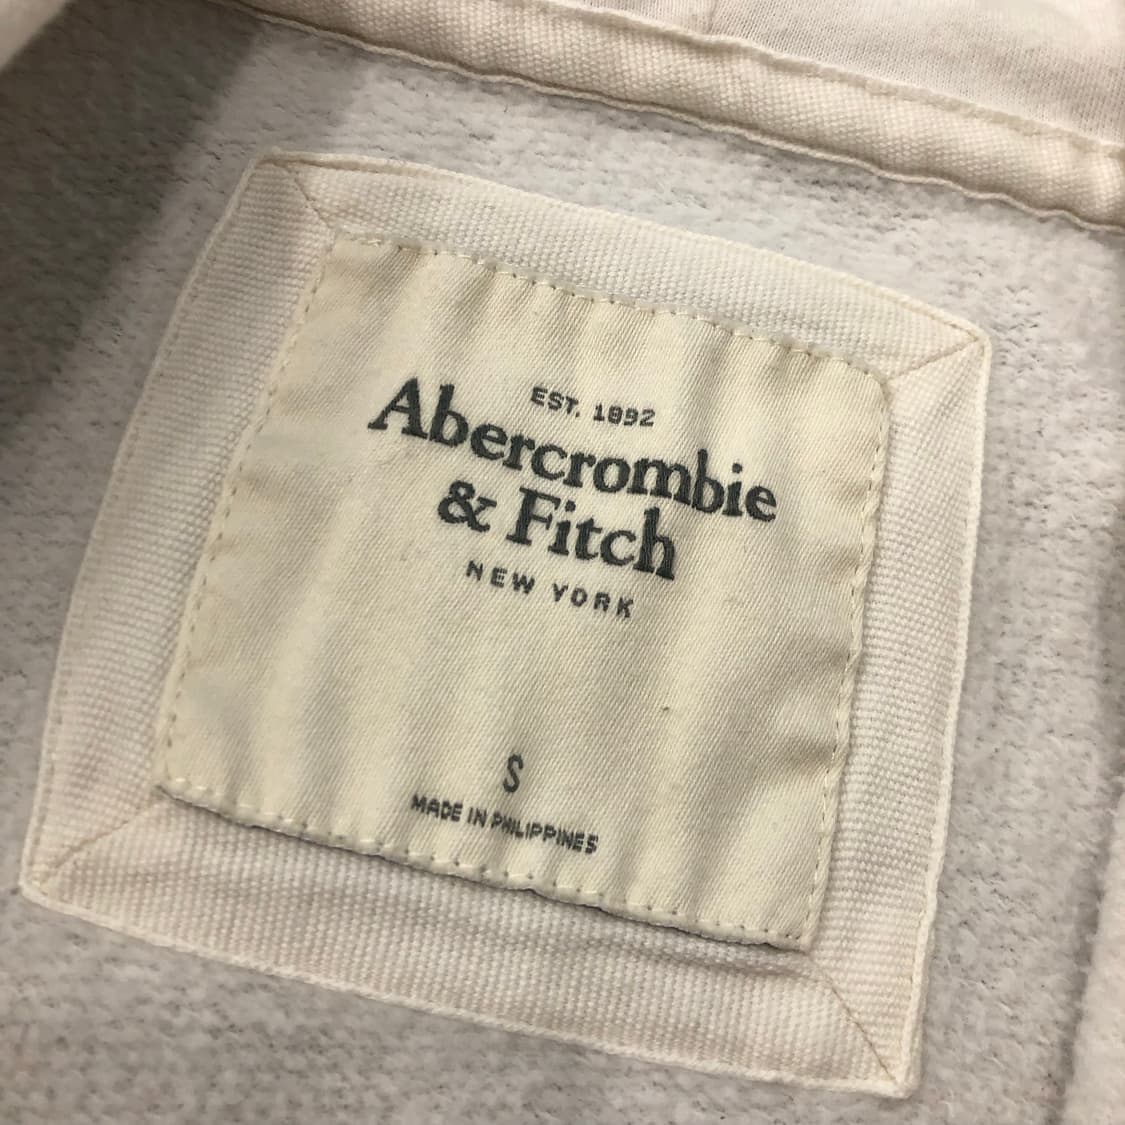 EST. 1892
Abercrombie
& Fitch
NEW YORK
S
MADE IN PHILIPPINES